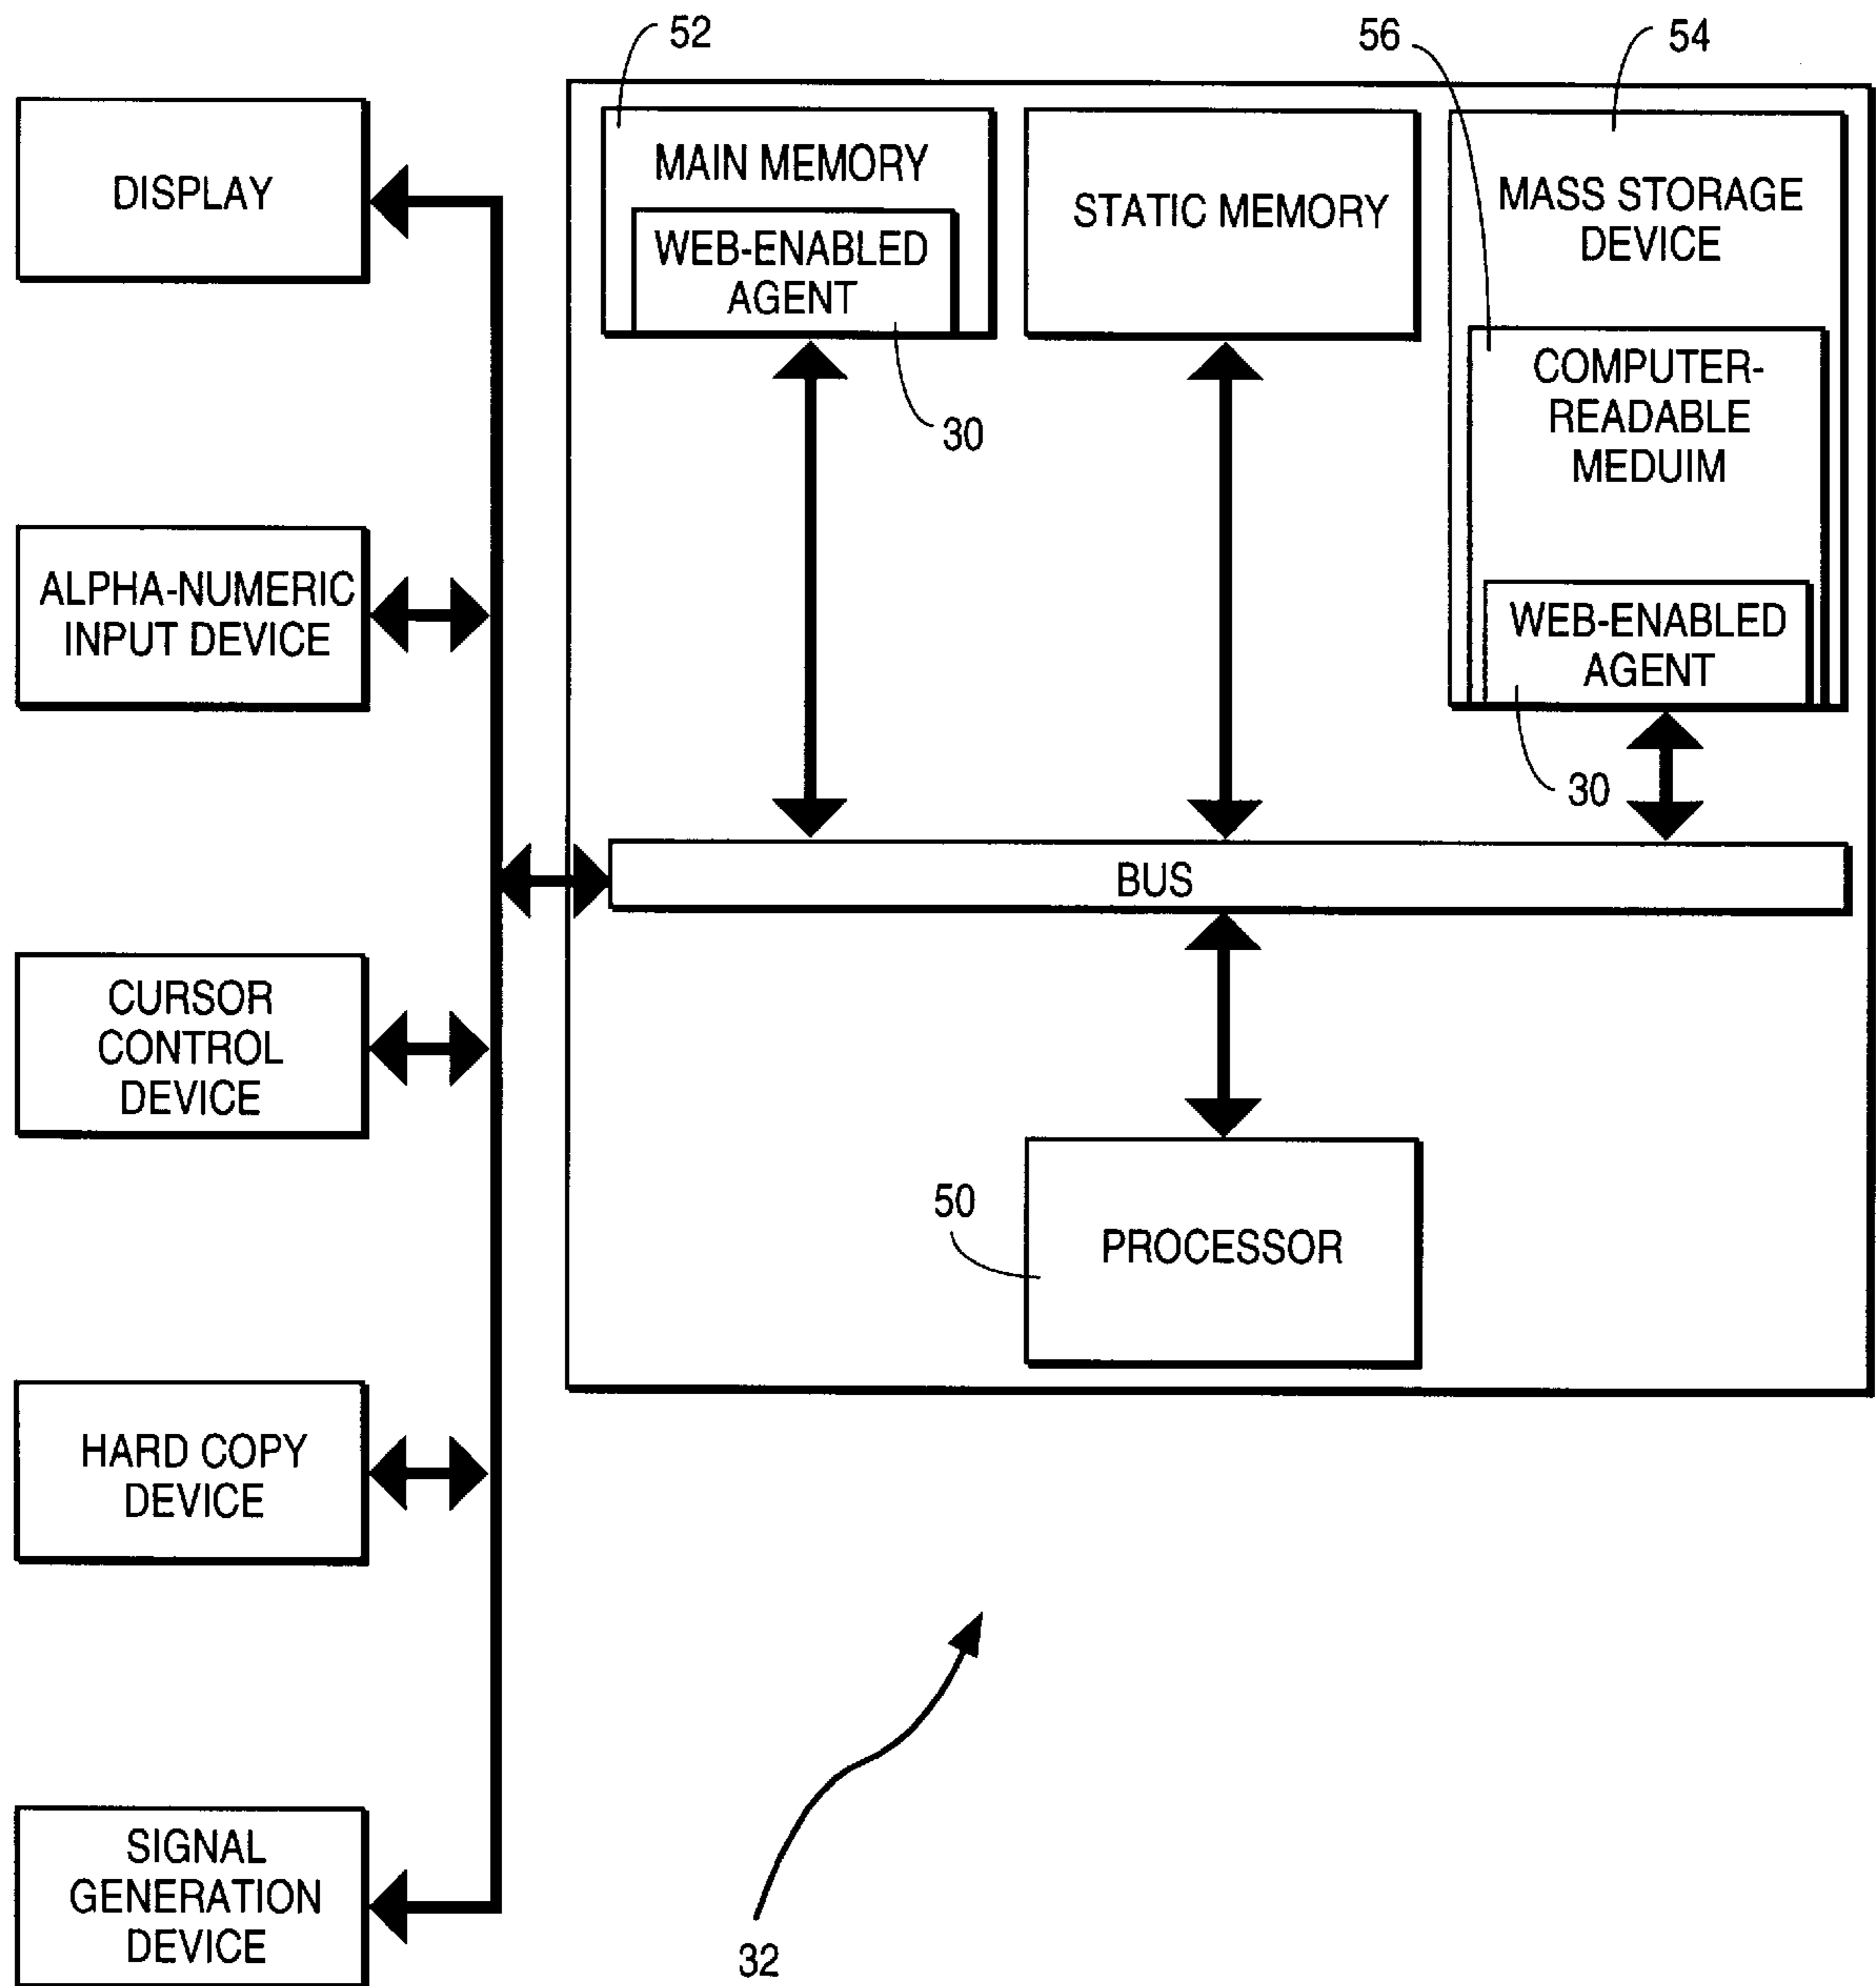 52
56
54
DISPLAY
MAIN MEMORY
WEB-ENABLED
AGENT
30
STATIC MEMORY
MASS STORAGE
DEVICE
COMPUTER-
READABLE
MEDUIM
WEB-ENABLED
AGENT
30
ALPHA-NUMERIC
INPUT DEVICE
BUS
CURSOR
CONTROL
DEVICE
50
PROCESSOR
HARD COPY
DEVICE
SIGNAL
GENERATION
DEVICE
32